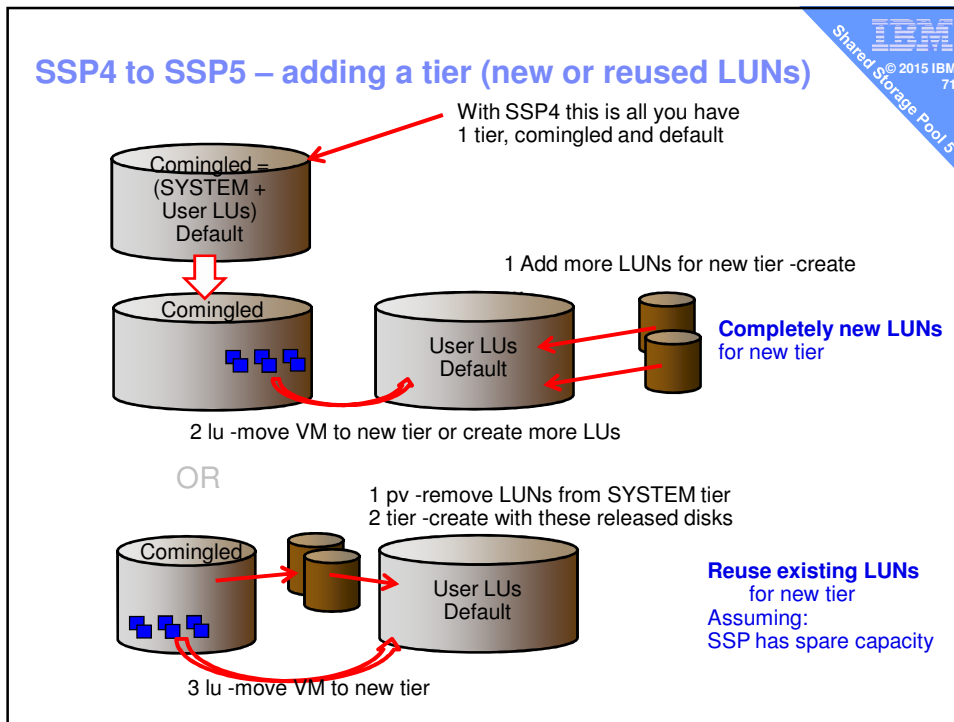 SSP4 to SSP5 – adding a tier (new or reused LUNs)
IBM
© 2015 IBM
71
Shared Storage Pool 5
With SSP4 this is all you have
1 tier, comingled and default
Comingled =
(SYSTEM +
User LUs)
Default
1 Add more LUNs for new tier -create
Comingled
User LUs
Default
Completely new LUNs
for new tier
2 lu -move VM to new tier or create more LUs
OR
1 pv -remove LUNs from SYSTEM tier
2 tier -create with these released disks
Comingled
User LUs
Default
Reuse existing LUNs
for new tier
Assuming:
SSP has spare capacity
3 lu -move VM to new tier